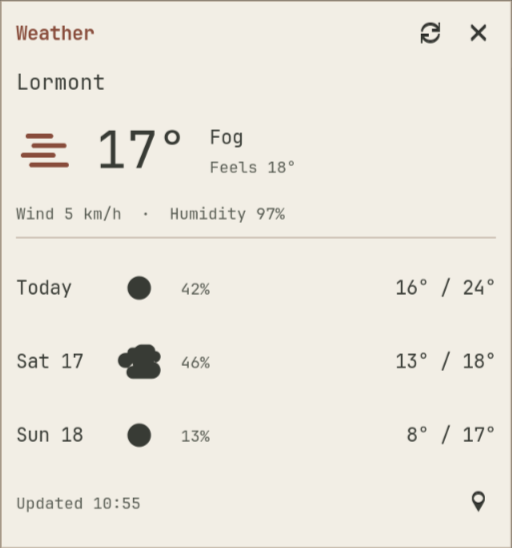 Weather
Lormont
17° Fog
Feels 18°
Wind 5 km/h · Humidity 97%
Today 42% 16° / 24°
Sat 17 46% 13° / 18°
Sun 18 13% 8° / 17°
Updated 10:55